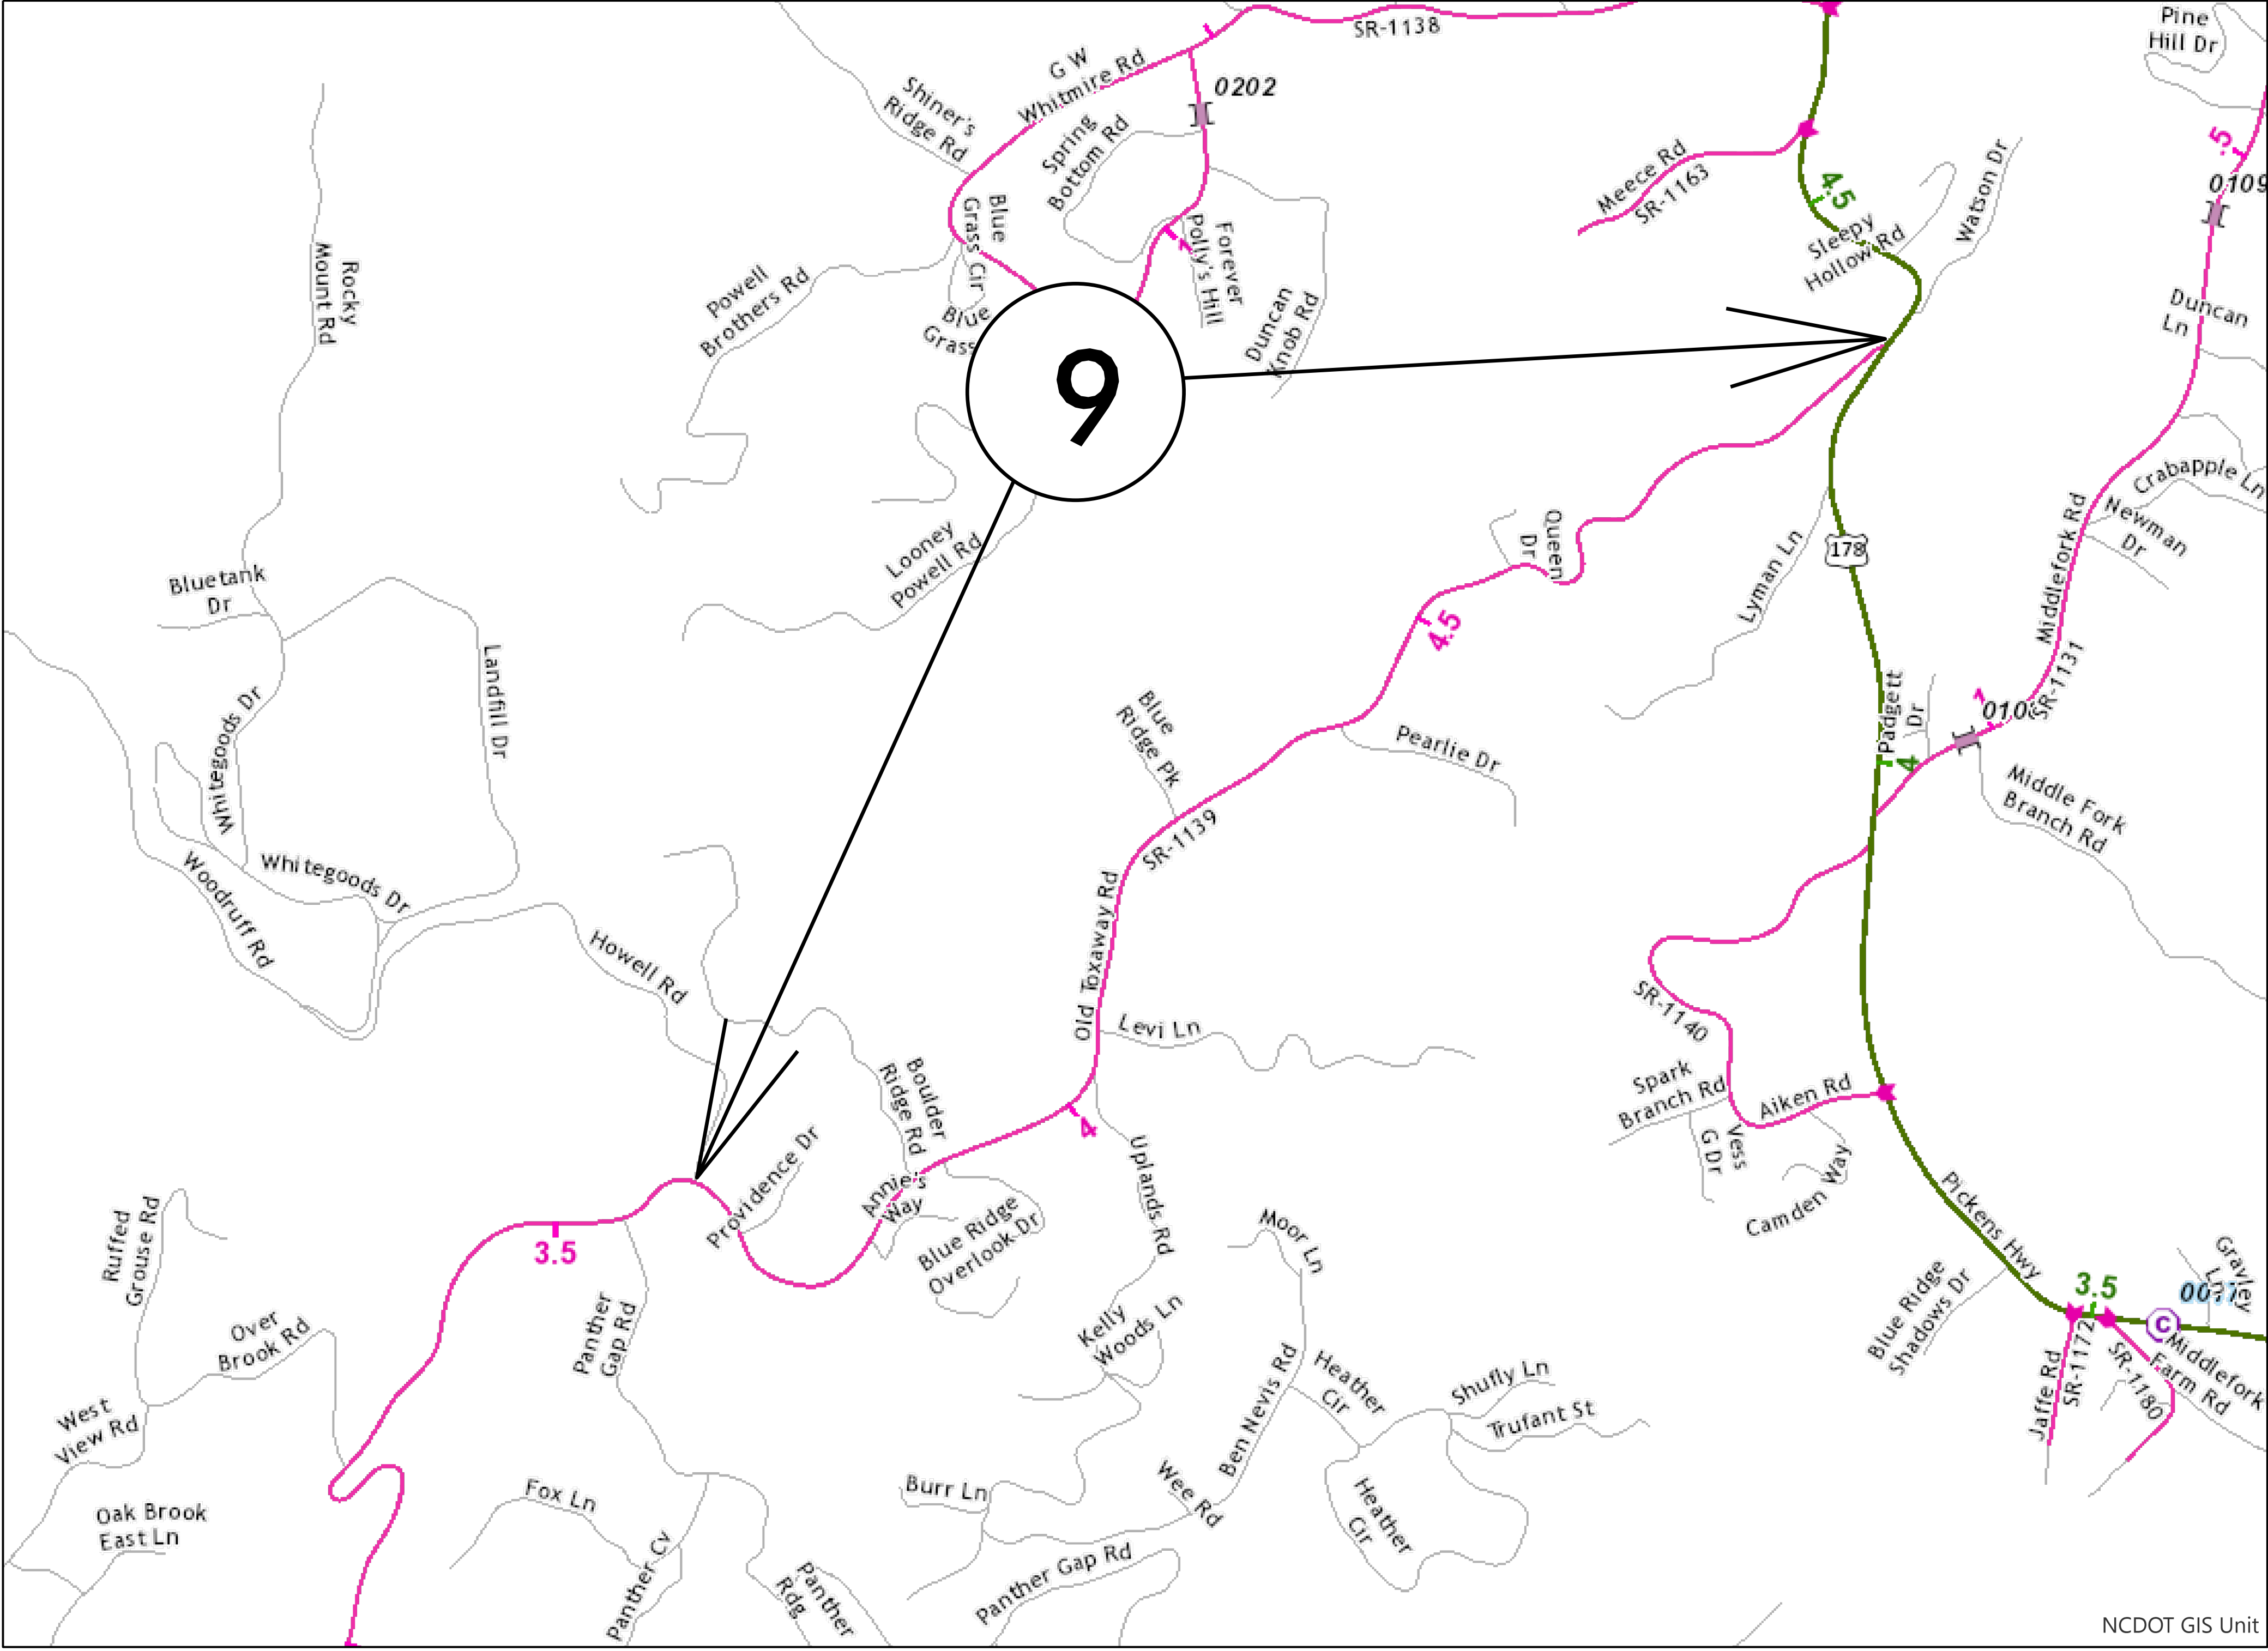 SR-1138
Pine
Hill Dr
G W
Whitmire Rd
0202
Shiner's
Ridge Rd
Spring
Bottom Rd
Meece Rd
SR-1163
4.5
.5
0109
Watson Dr
Sleepy
Hollow Rd
Blue
Grass Cir
1
Forever
Polly's Hill
Rocky
Mount Rd
Powell
Brothers Rd
Blue
Grass
Duncan
Knob Rd
Duncan
Ln
9
Crabapple Ln
Newman
Dr
Middlefork Rd
SR-1131
Looney
Powell Rd
Queen
Dr
178
Lyman Ln
Bluetank
Dr
4.5
Landfill Dr
Whitegoods Dr
Blue
Ridge Pk
Pearlie Dr
Padgett
Dr
4
1
Middle Fork
Branch Rd
SR-1139
Whitegoods Dr
Woodruff Rd
Howell Rd
Old Toxaway Rd
Levi Ln
SR-1140
Spark
Branch Rd
Aiken Rd
Vess
G Dr
Camden Way
Boulder
Ridge Rd
4
Uplands Rd
Providence Dr
Annie's
Way
Blue Ridge
Overlook Dr
Ruffed
Grouse Rd
3.5
Moor Ln
Pickens Hwy
Gravley
Ln
3.5
C
Blue Ridge
Shadows Dr
Jaffe Rd
SR-1172
SR-1180
Middlefork
Farm Rd
Over
Brook Rd
Panther
Gap Rd
Kelly
Woods Ln
West
View Rd
Ben Nevis Rd
Heather
Cir
Shufly Ln
Trufant St
Oak Brook
East Ln
Fox Ln
Burr Ln
Wee Rd
Heather
Cir
Panther Cv
Panther
Rdg
Panther Gap Rd
NCDOT GIS Unit